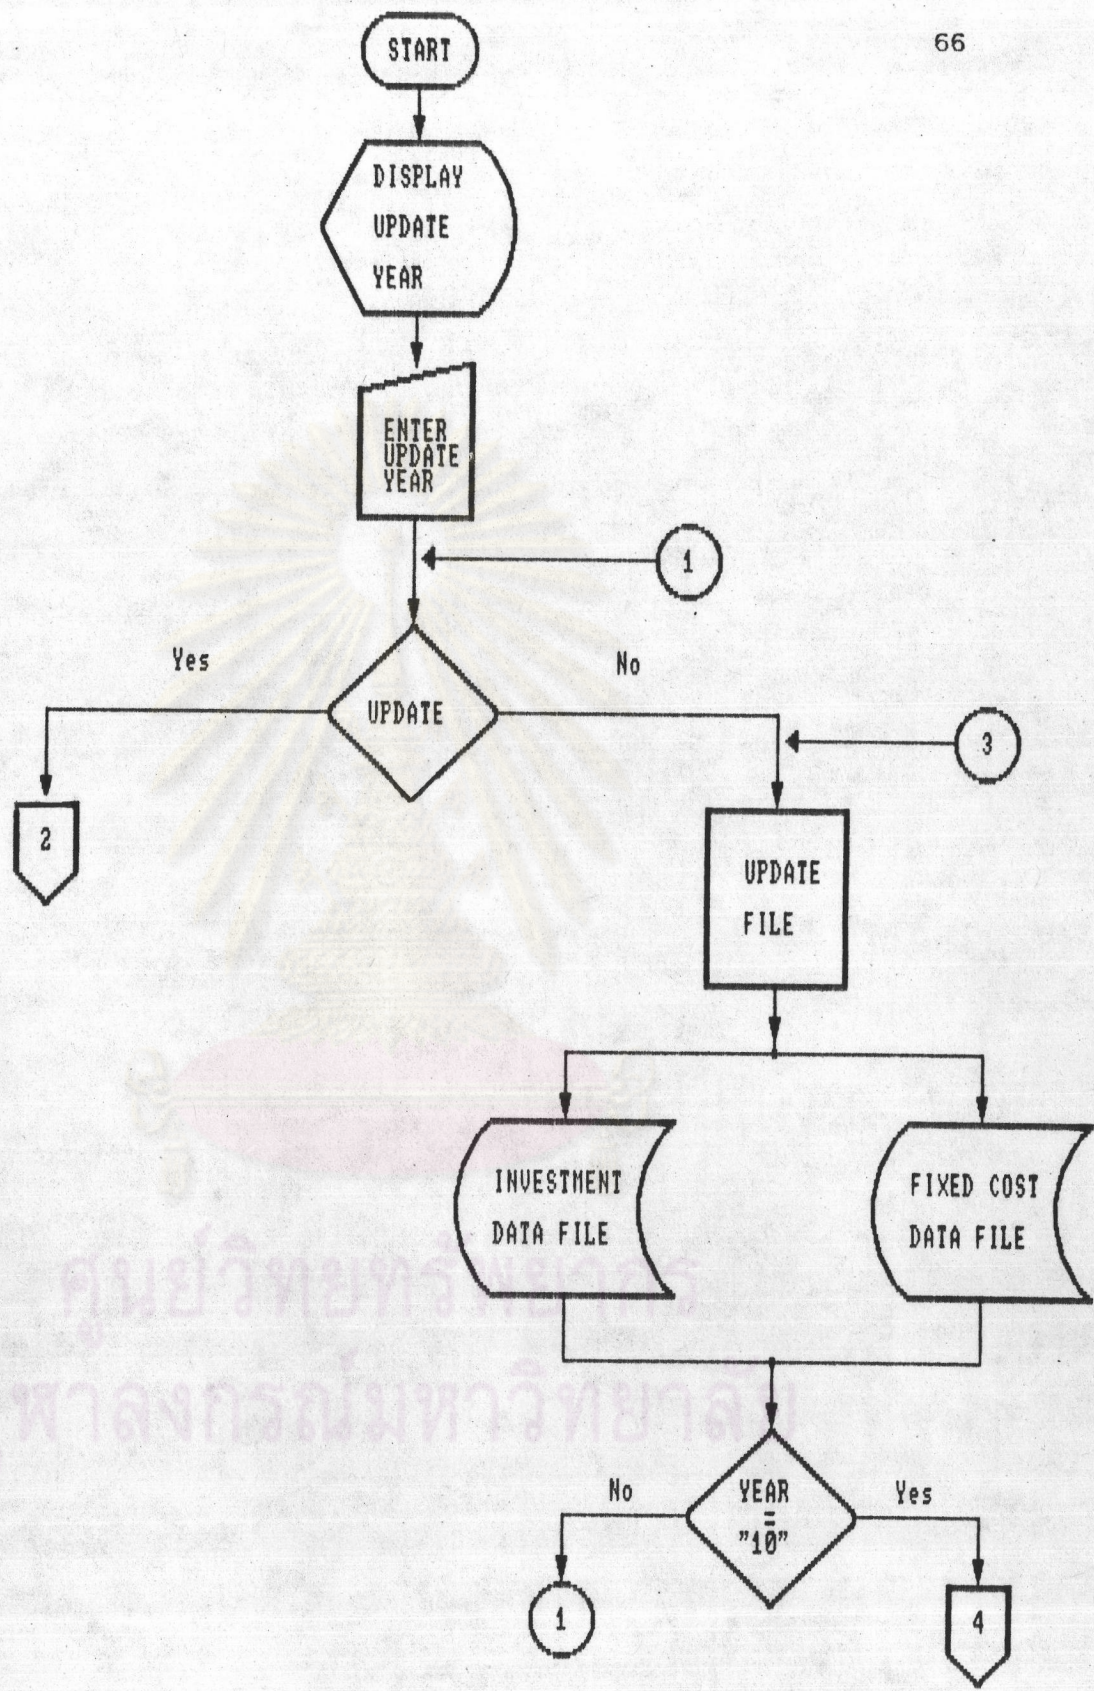 66
START
DISPLAY
UPDATE
YEAR
ENTER
UPDATE
YEAR
1
Yes
No
UPDATE
3
2
UPDATE
FILE
INVESTMENT
DATA FILE
FIXED COST
DATA FILE
ศูนย์วิทยทรัพยากร
ฬาลงกรณ์มหาวิทยาลัย
No
YEAR
=
"10"
Yes
1
4